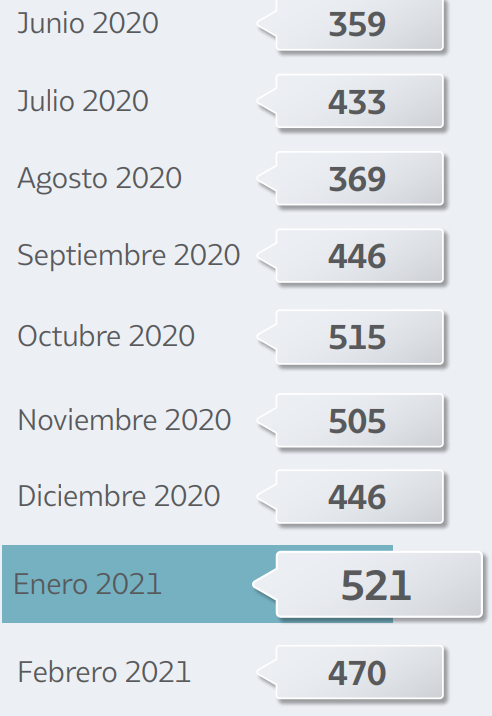 Junio 2020 359
Julio 2020 433
Agosto 2020 369
Septiembre 2020 446
Octubre 2020 515
Noviembre 2020 505
Diciembre 2020 446
Enero 2021 521
Febrero 2021 470